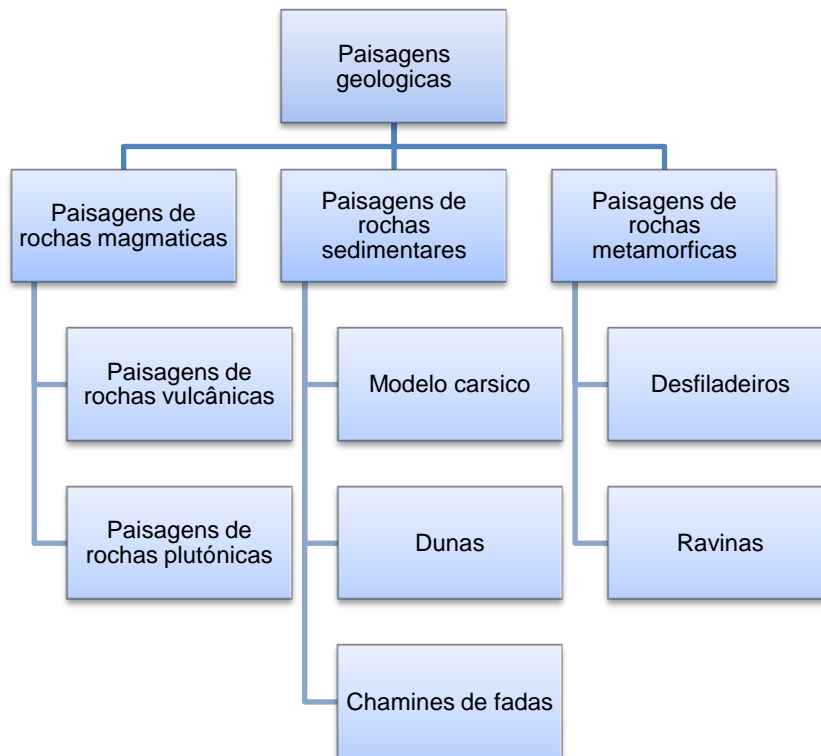 Paisagens
geologicas
Paisagens de
rochas magmaticas
Paisagens de
rochas
sedimentares
Paisagens de
rochas
metamorficas
Paisagens de
rochas vulcânicas
Modelo carsico
Desfiladeiros
Paisagens de
rochas plutónicas
Dunas
Ravinas
Chamines de fadas